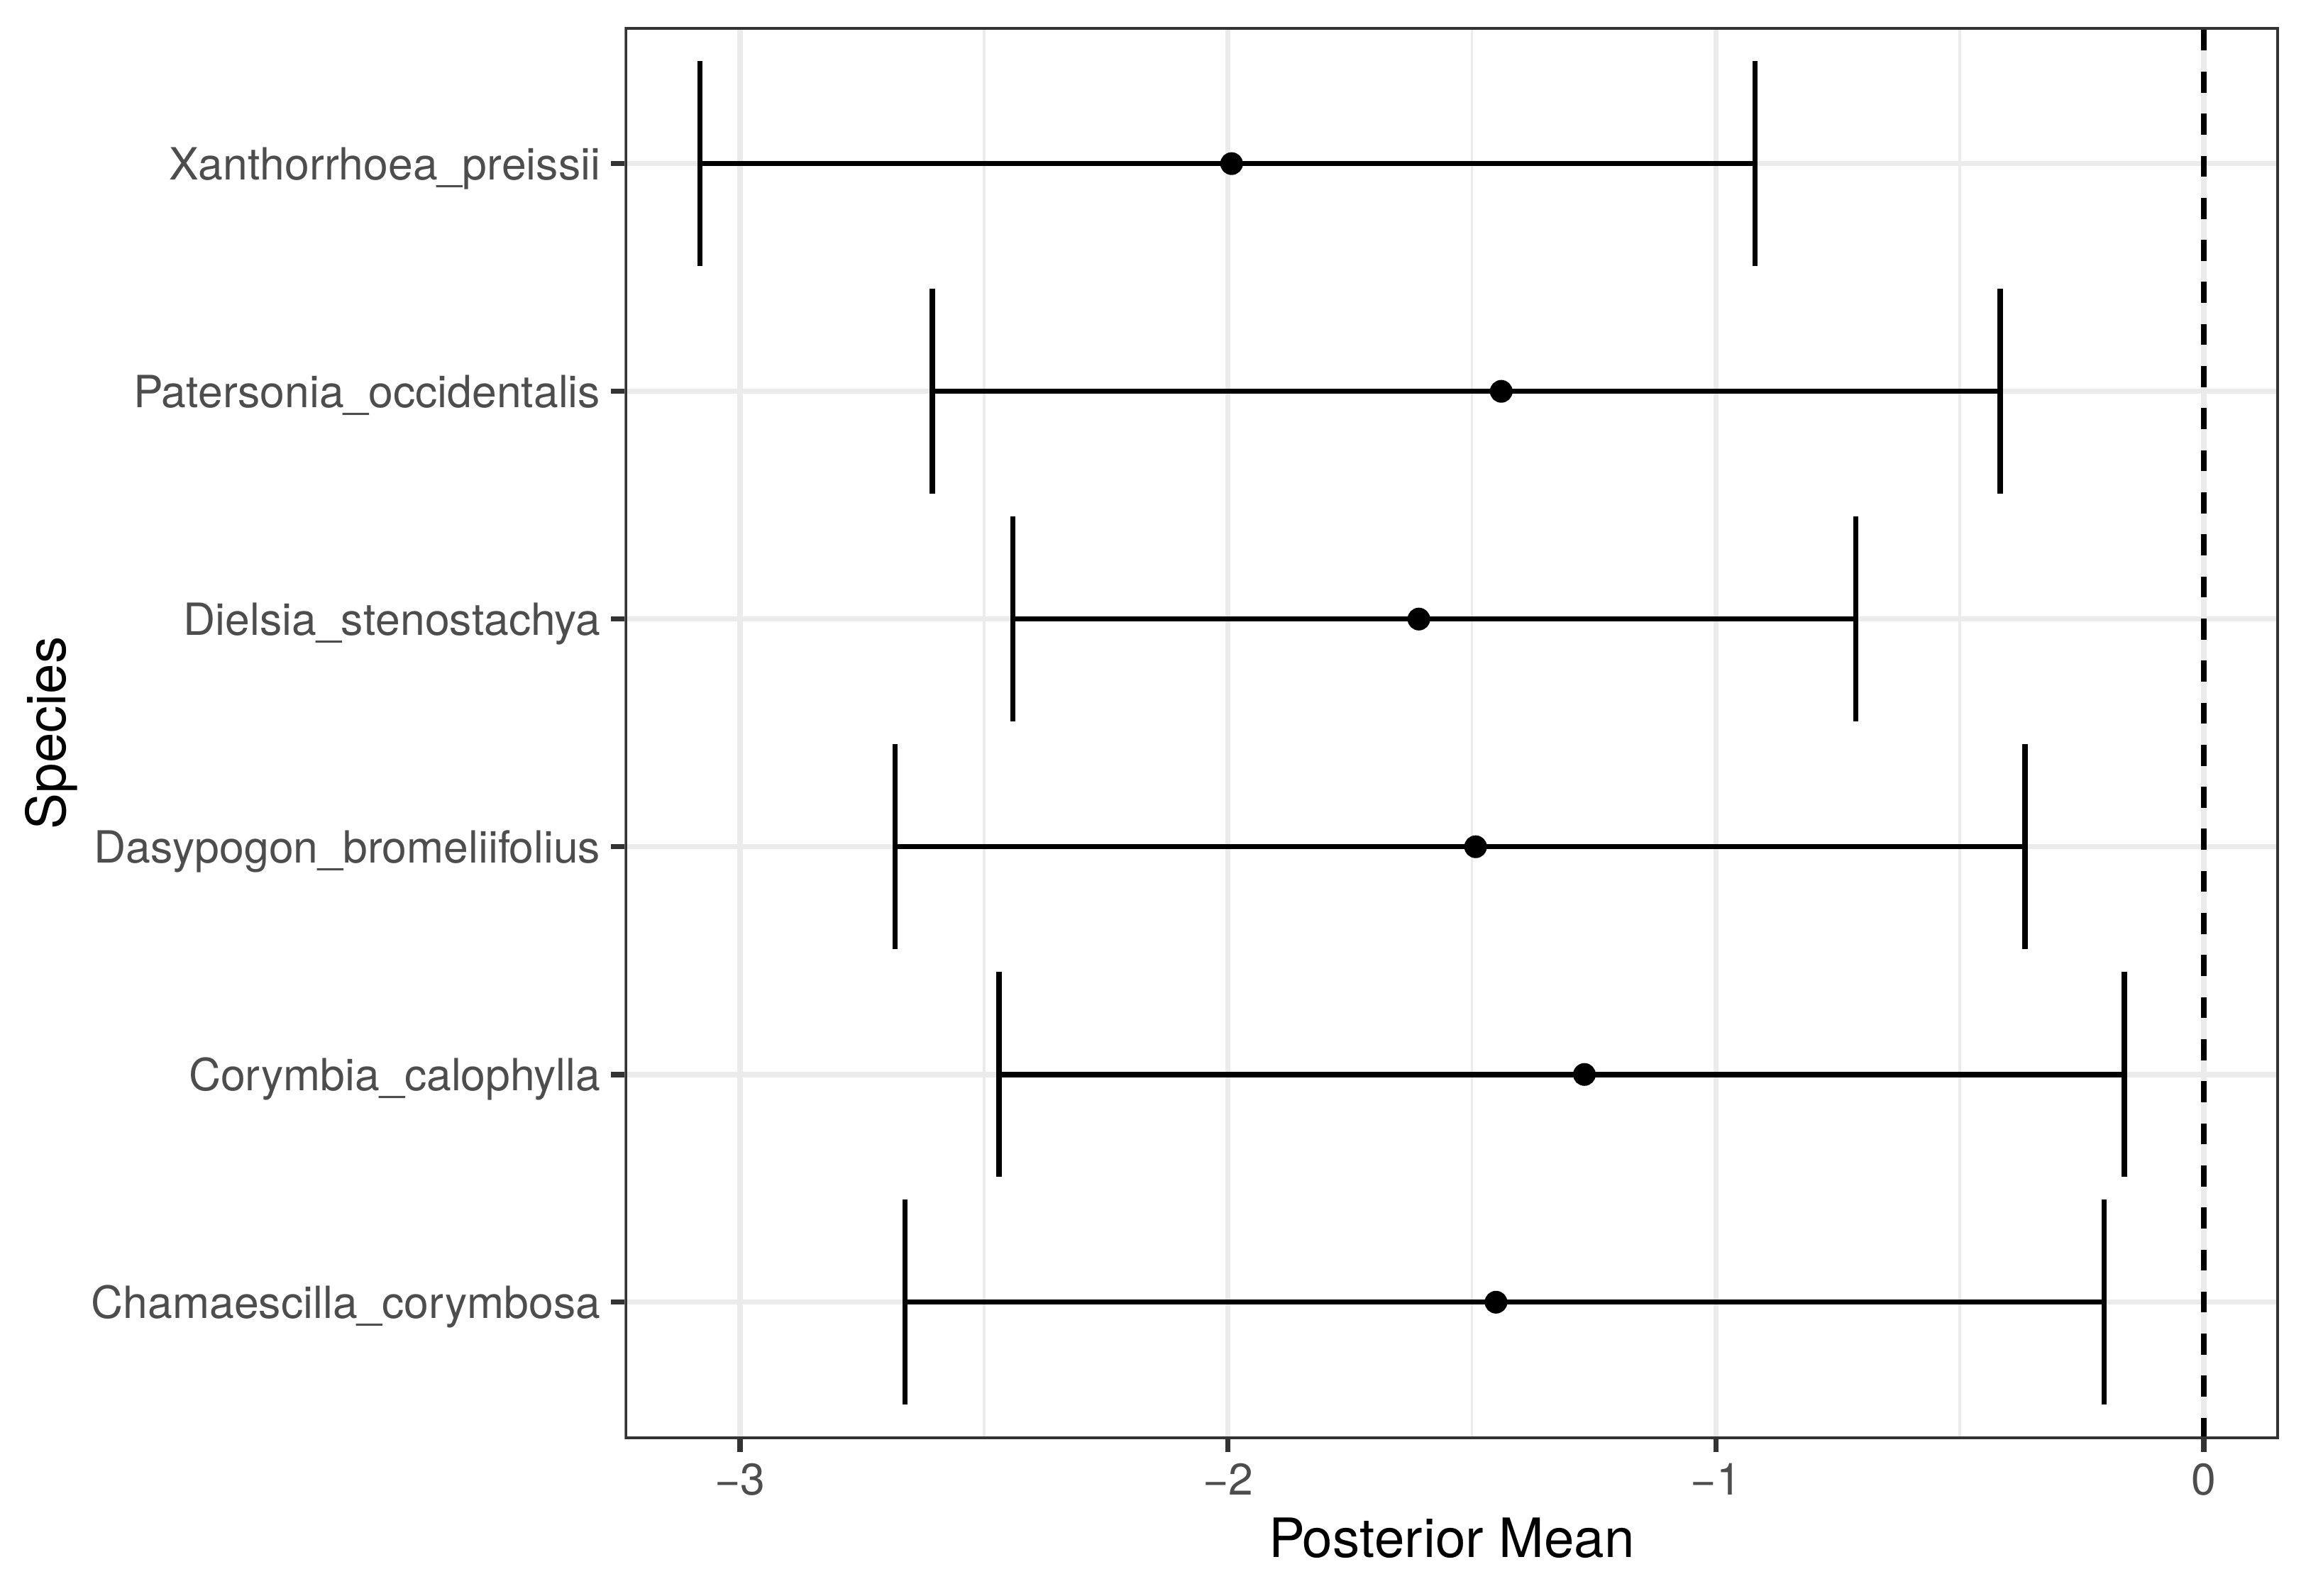 Species
Xanthorrhoea_preissii
Patersonia_occidentalis
Dielsia_stenostachya
Dasypogon_bromeliifolius
Corymbia_calophylla
Chamaescilla_corymbosa
−3 −2 −1 0
Posterior Mean